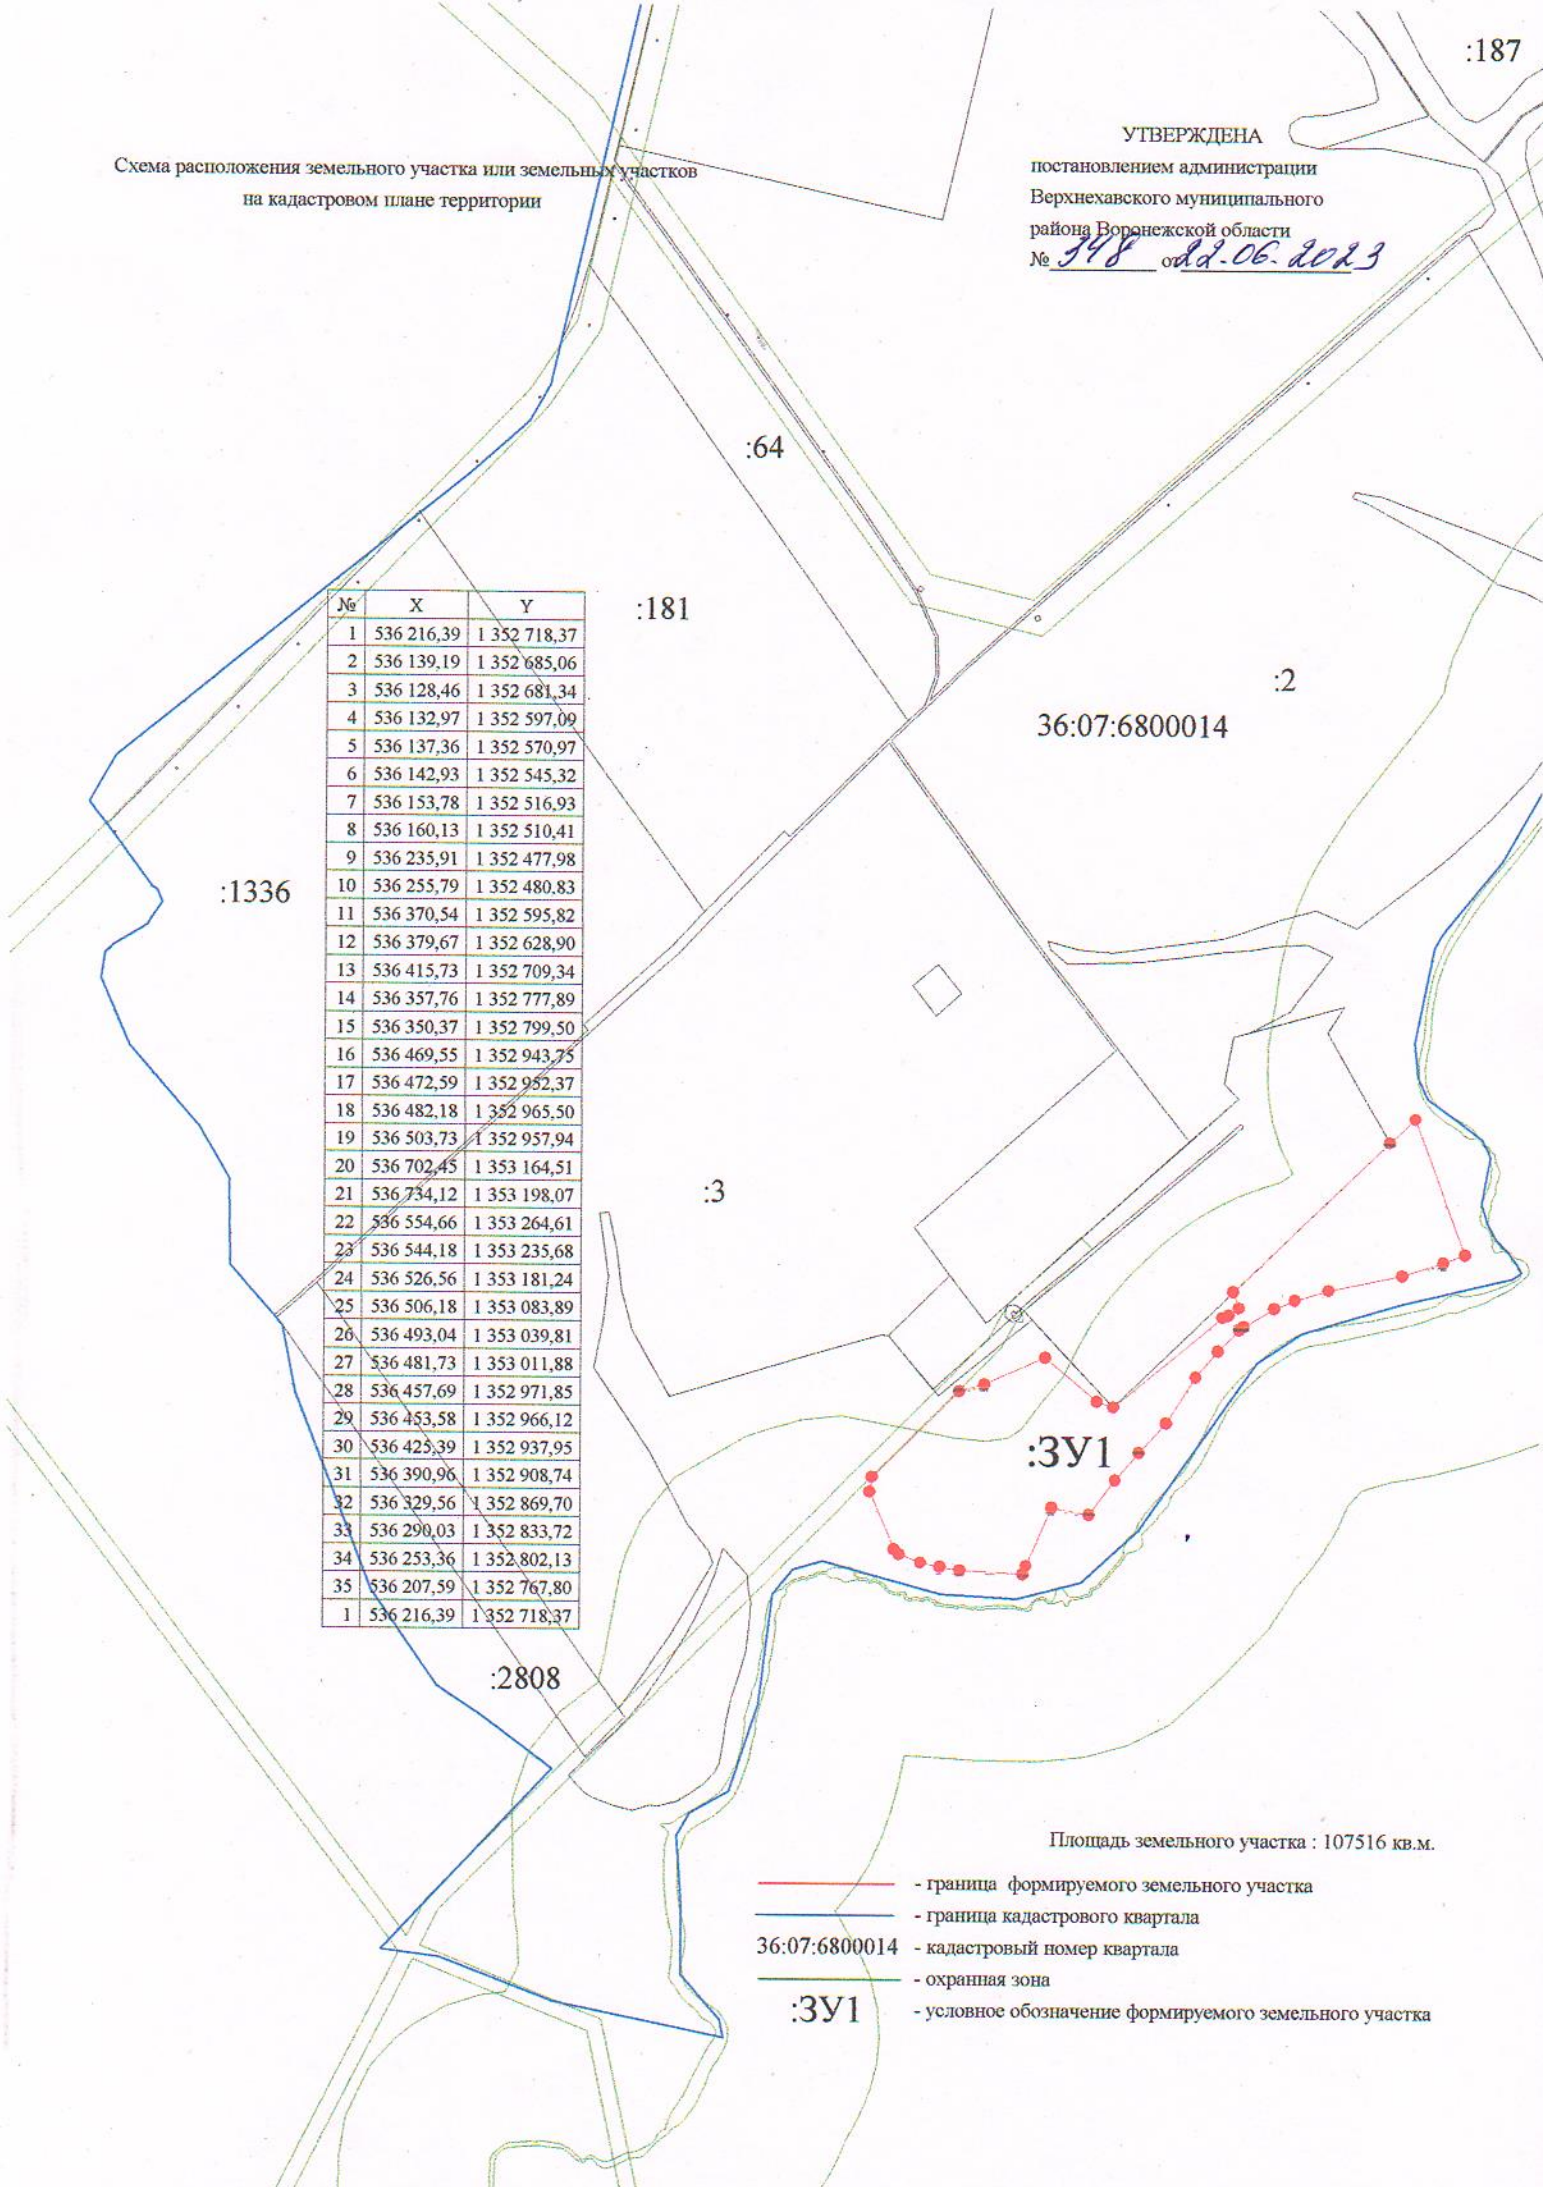 :187
УТВЕРЖДЕНА
постановлением администрации
Верхнехавского муниципального
района Воронежской области
№ 348 от 22.06.2023
Схема расположения земельного участка или земельных участков
на кадастровом плане территории
:64
:181
:2
36:07:6800014
:1336
№ X Y
1 536 216,39 1 352 718,37
2 536 139,19 1 352 685,06
3 536 128,46 1 352 681,34
4 536 132,97 1 352 597,09
5 536 137,36 1 352 570,97
6 536 142,93 1 352 545,32
7 536 153,78 1 352 516,93
8 536 160,13 1 352 510,41
9 536 235,91 1 352 477,98
10 536 255,79 1 352 480,83
11 536 370,54 1 352 595,82
12 536 379,67 1 352 628,90
13 536 415,73 1 352 709,34
14 536 357,76 1 352 777,89
15 536 350,37 1 352 799,50
16 536 469,55 1 352 943,75
17 536 472,59 1 352 952,37
18 536 482,18 1 352 965,50
19 536 503,73 1 352 957,94
20 536 702,45 1 353 164,51
21 536 734,12 1 353 198,07
22 536 554,66 1 353 264,61
23 536 544,18 1 353 235,68
24 536 526,56 1 353 181,24
25 536 506,18 1 353 083,89
26 536 493,04 1 353 039,81
27 536 481,73 1 353 011,88
28 536 457,69 1 352 971,85
29 536 453,58 1 352 966,12
30 536 425,39 1 352 937,95
31 536 390,96 1 352 908,74
32 536 329,56 1 352 869,70
33 536 290,03 1 352 833,72
34 536 253,36 1 352 802,13
35 536 207,59 1 352 767,80
1 536 216,39 1 352 718,37
:3
:ЗУ1
:2808
Площадь земельного участка : 107516 кв.м.
- граница формируемого земельного участка
- граница кадастрового квартала
36:07:6800014 - кадастровый номер квартала
- охранная зона
:ЗУ1 - условное обозначение формируемого земельного участка